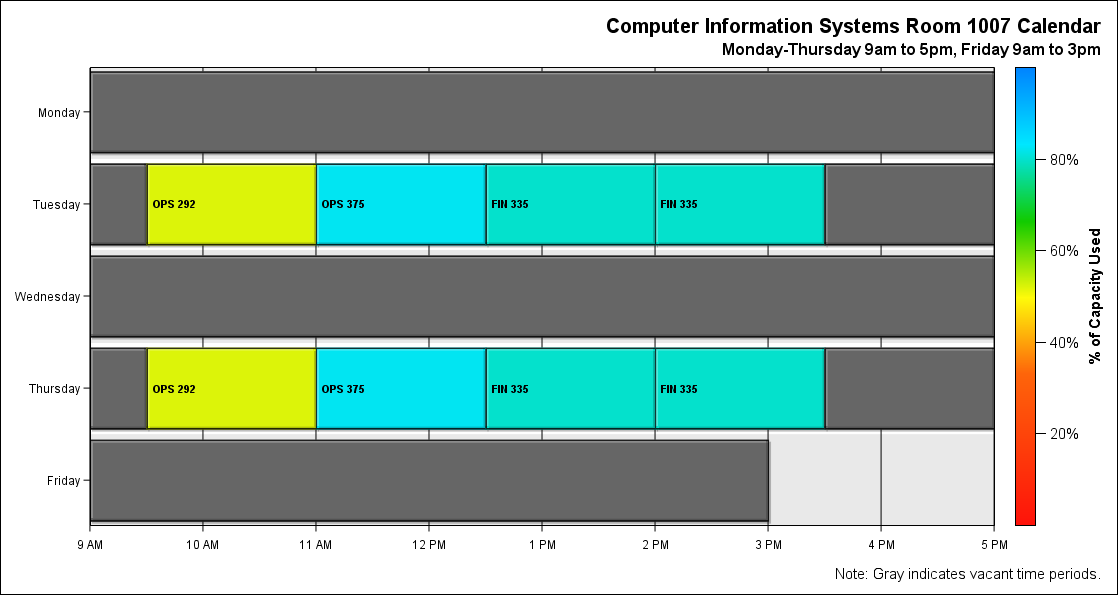 Computer Information Systems Room 1007 Calendar
Monday-Thursday 9am to 5pm, Friday 9am to 3pm
Monday
Tuesday
OPS 292
OPS 375
FIN 335
FIN 335
Wednesday
Thursday
OPS 292
OPS 375
FIN 335
FIN 335
Friday
9 AM
10 AM
11 AM
12 PM
1 PM
2 PM
3 PM
4 PM
5 PM
80%
60%
40%
20%
% of Capacity Used
Note: Gray indicates vacant time periods.